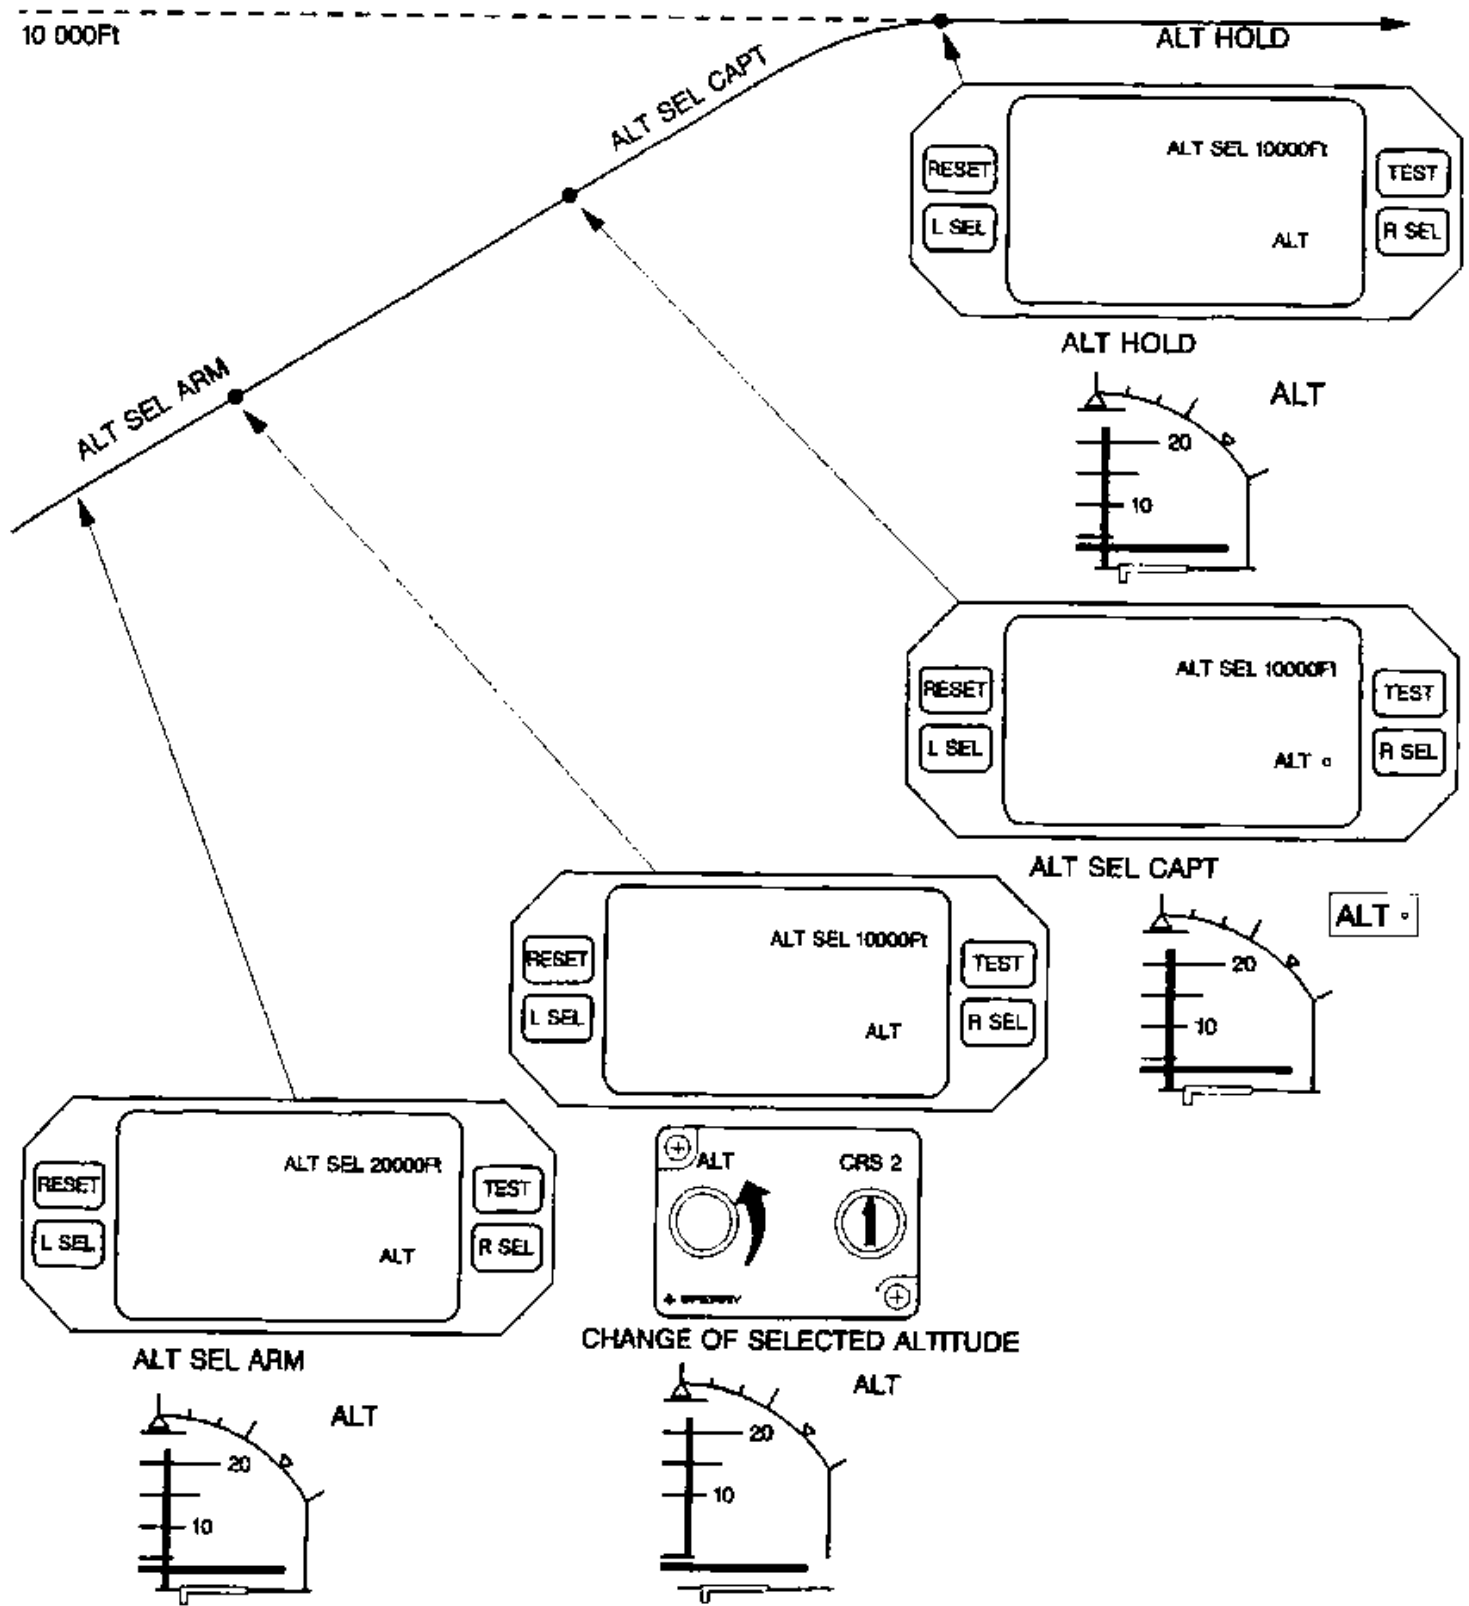 10 000Ft
ALT HOLD
ALT SEL CAPT
ALT SEL ARM
RESET
L SEL
ALT SEL 10000Ft
ALT
TEST
R SEL
ALT HOLD
ALT
20
10
RESET
L SEL
ALT SEL 10000Ft
ALT
TEST
R SEL
ALT SEL CAPT
ALT
20
10
RESET
L SEL
ALT SEL 10000Ft
ALT
TEST
R SEL
ALT
CRS 2
SPERRY
CHANGE OF SELECTED ALTITUDE
ALT
20
10
RESET
L SEL
ALT SEL 20000Ft
ALT
TEST
R SEL
ALT SEL ARM
ALT
20
10